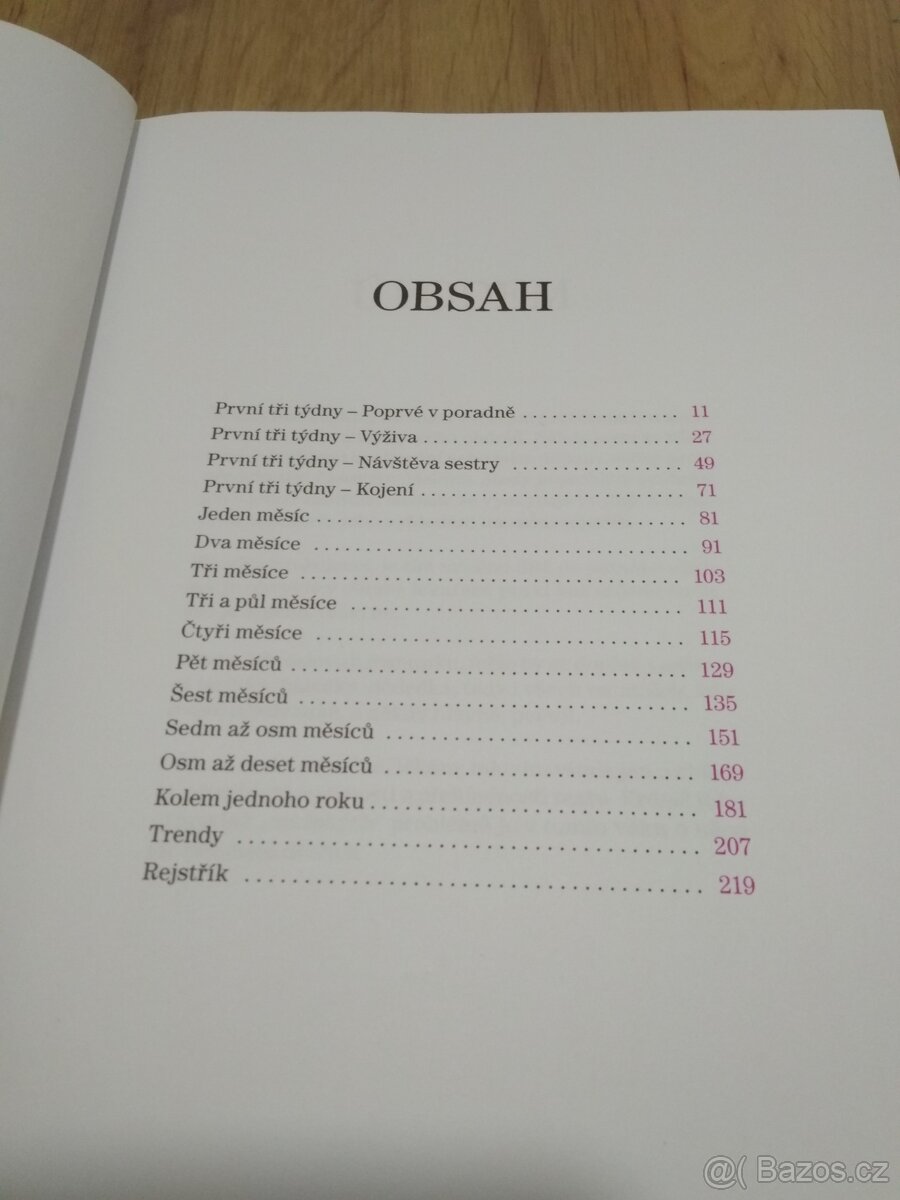 OBSAH
První tři týdny – Poprvé v poradně ................ 11
První tři týdny – Výživa .......................... 27
První tři týdny – Návštěva sestry ................. 49
První tři týdny – Kojení .......................... 71
Jeden měsíc ..................................... 81
Dva měsíce ...................................... 91
Tři měsíce ...................................... 103
Tři a půl měsíce ................................ 111
Čtyři měsíce .................................... 115
Pět měsíců ...................................... 129
Šest měsíců ..................................... 135
Sedm až osm měsíců .............................. 151
Osm až deset měsíců ............................. 169
Kolem jednoho roku .............................. 181
Trendy .......................................... 207
Rejstřík ........................................ 219
@( Bazos.cz